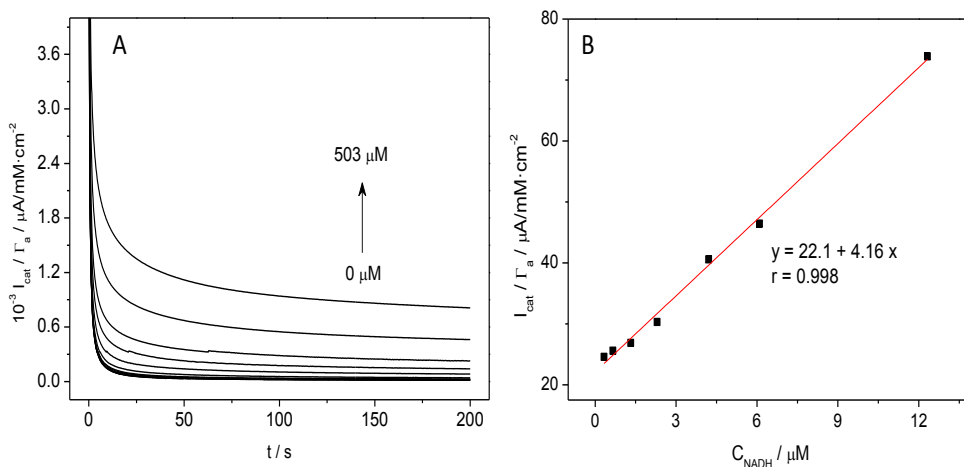 A
3.6
3.0
2.4
1.8
1.2
0.6
0.0
10⁻³ I_cat / Γ_a / μA/mM·cm⁻²
503 μM
0 μM
0 50 100 150 200
t / s
B
80
60
40
20
I_cat / Γ_a / μA/mM·cm⁻²
y = 22.1 + 4.16 x
r = 0.998
0 3 6 9 12
C_NADH / μM